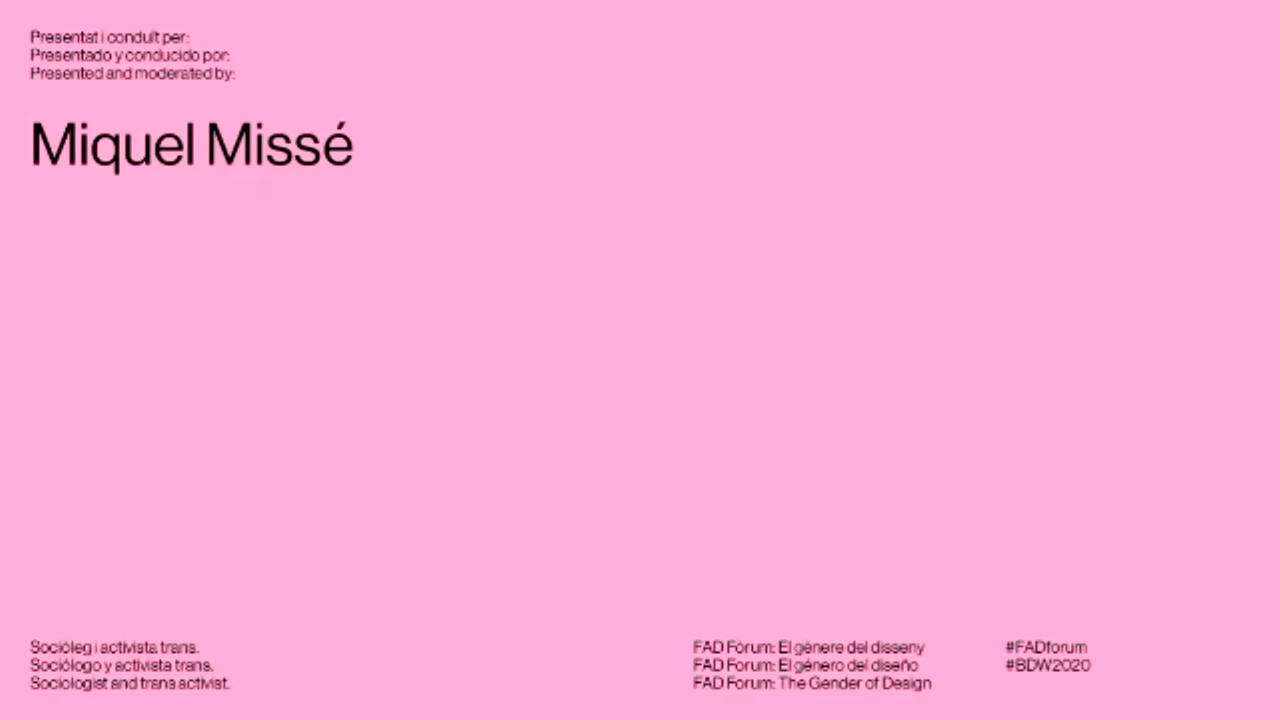 Presentat i conduït per:
Presentado y conducido por:
Presented and moderated by:
Miquel Missé
Sociòleg i activista trans.
Sociólogo y activista trans.
Sociologist and trans activist.
FAD Fòrum: El gènere del disseny
FAD Forum: El género del diseño
FAD Forum: The Gender of Design
#FADforum
#BDW2020